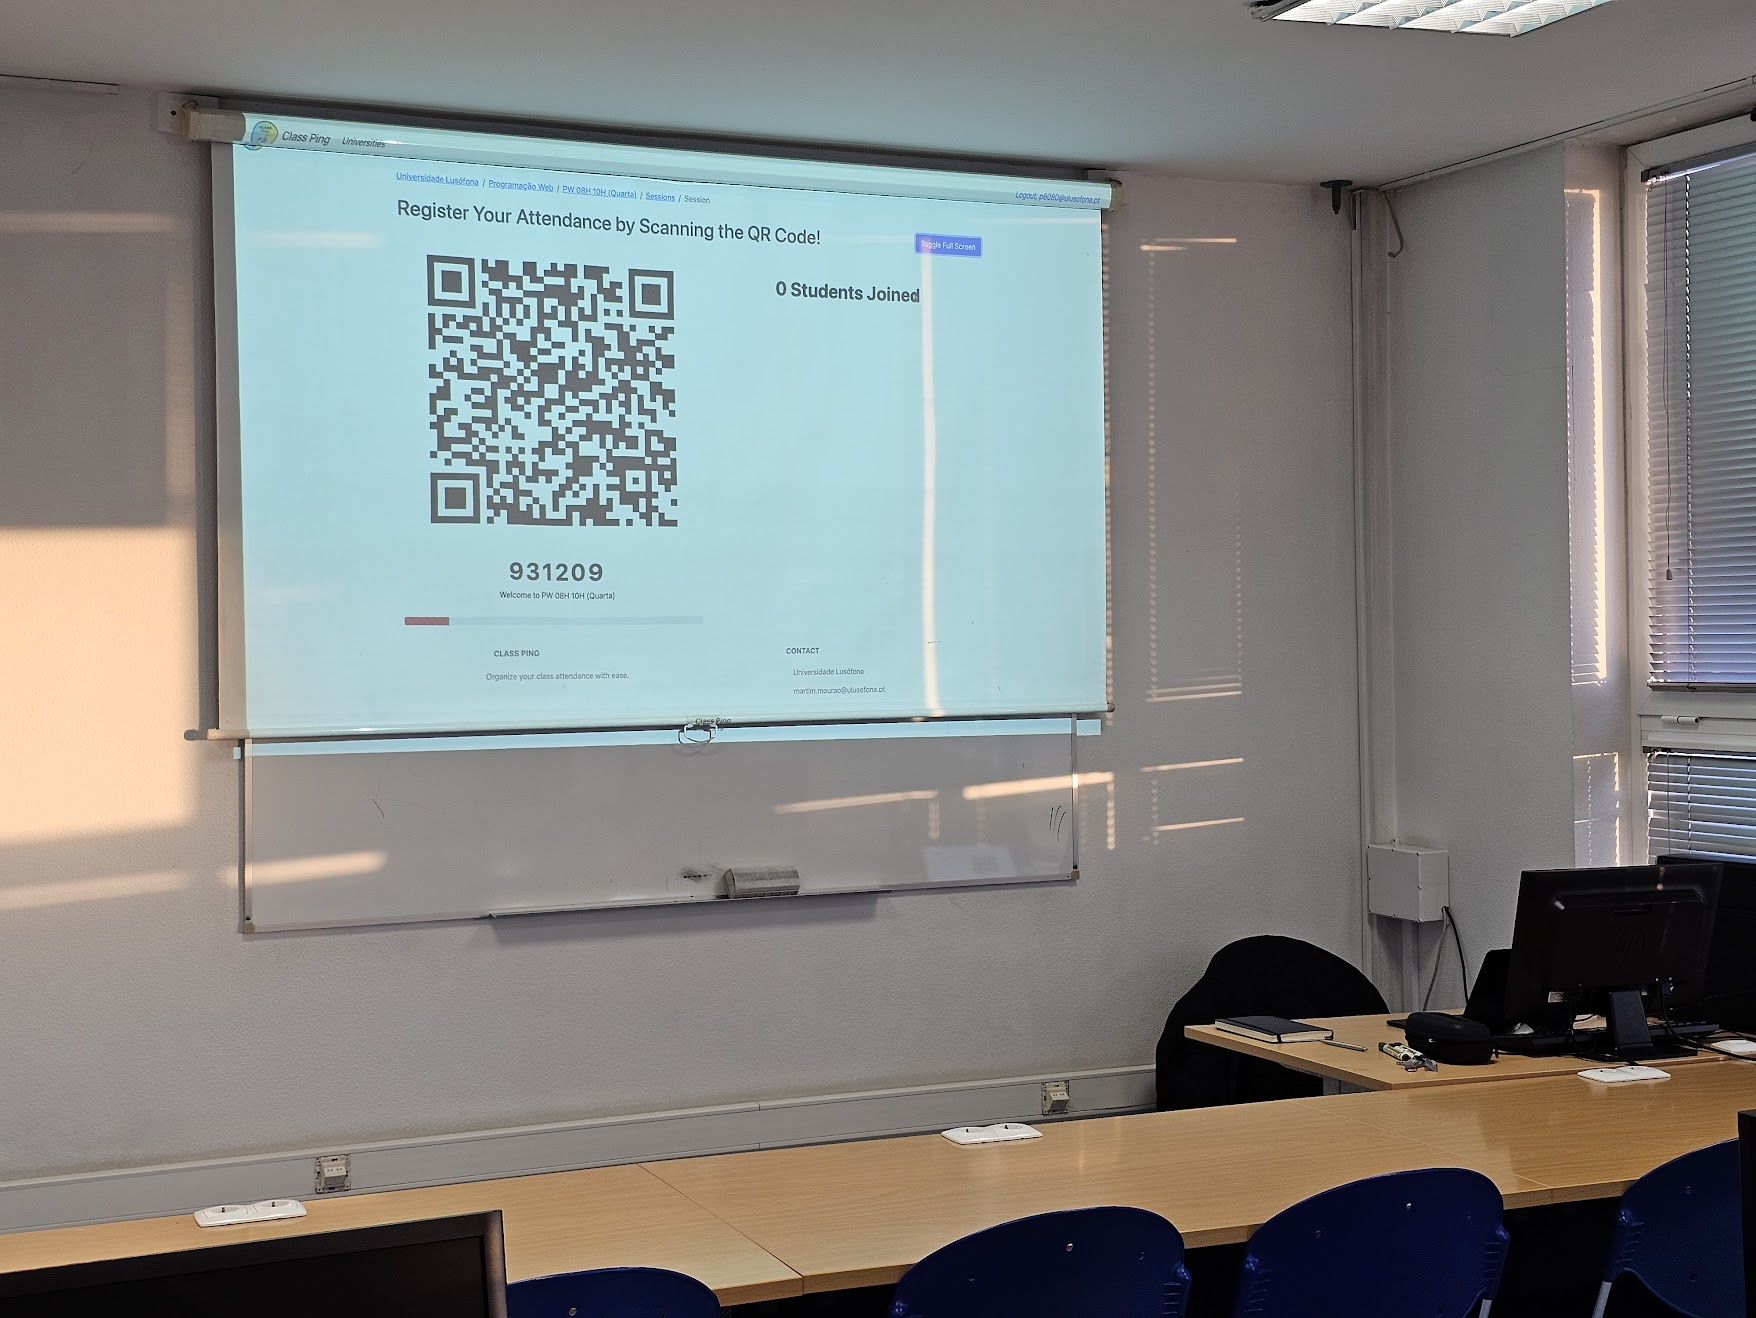 Class Ping Universities
Logout, p8080@ulusofona.pt
Universidade Lusófona / Programação Web / PW 08H 10H (Quarta) / Sessions / Session
Register Your Attendance by Scanning the QR Code!
Toggle Full Screen
0 Students Joined
931209
Welcome to PW 08H 10H (Quarta)
CLASS PING
Organize your class attendance with ease.
CONTACT
Universidade Lusófona
martim.mourao@ulusofona.pt
Class Ping